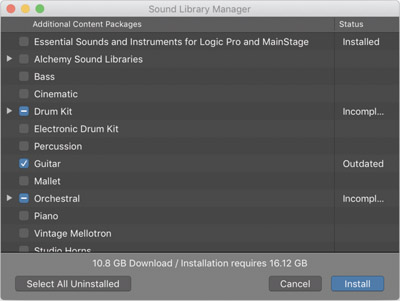 Sound Library Manager
Additional Content Packages Status
Essential Sounds and Instruments for Logic Pro and MainStage Installed
Alchemy Sound Libraries
Bass
Cinematic
Drum Kit Incompl...
Electronic Drum Kit
Percussion
Guitar Outdated
Mallet
Orchestral Incompl...
Piano
Vintage Mellotron
Studio Horns
10.8 GB Download / Installation requires 16.12 GB
Select All Uninstalled Cancel Install